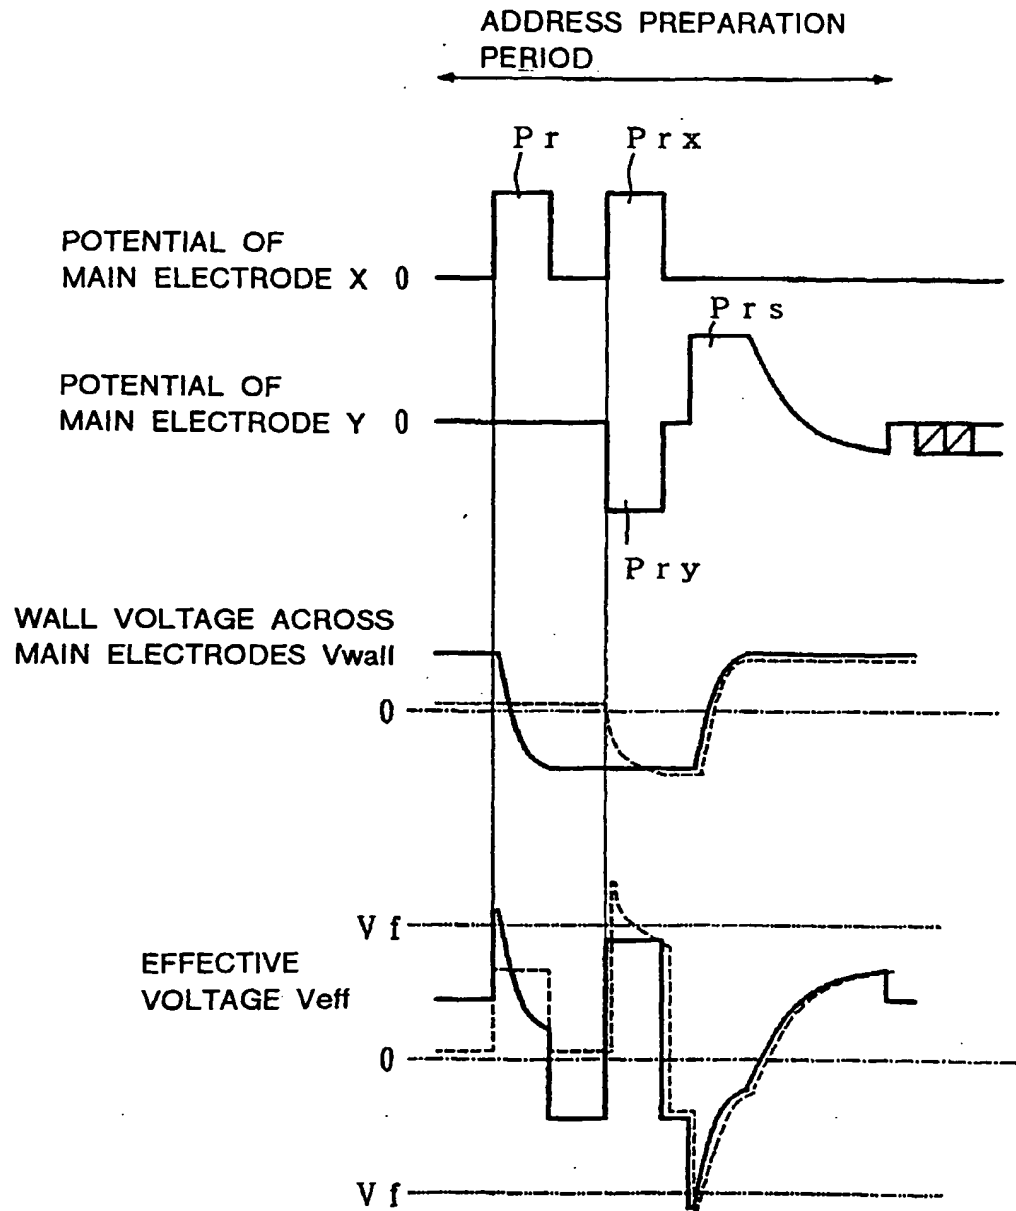 ADDRESS PREPARATION
PERIOD
Pr
Prx
POTENTIAL OF
MAIN ELECTRODE X 0
Prs
POTENTIAL OF
MAIN ELECTRODE Y 0
Pry
WALL VOLTAGE ACROSS
MAIN ELECTRODES Vwall
0
Vf
EFFECTIVE
VOLTAGE Veff
0
Vf